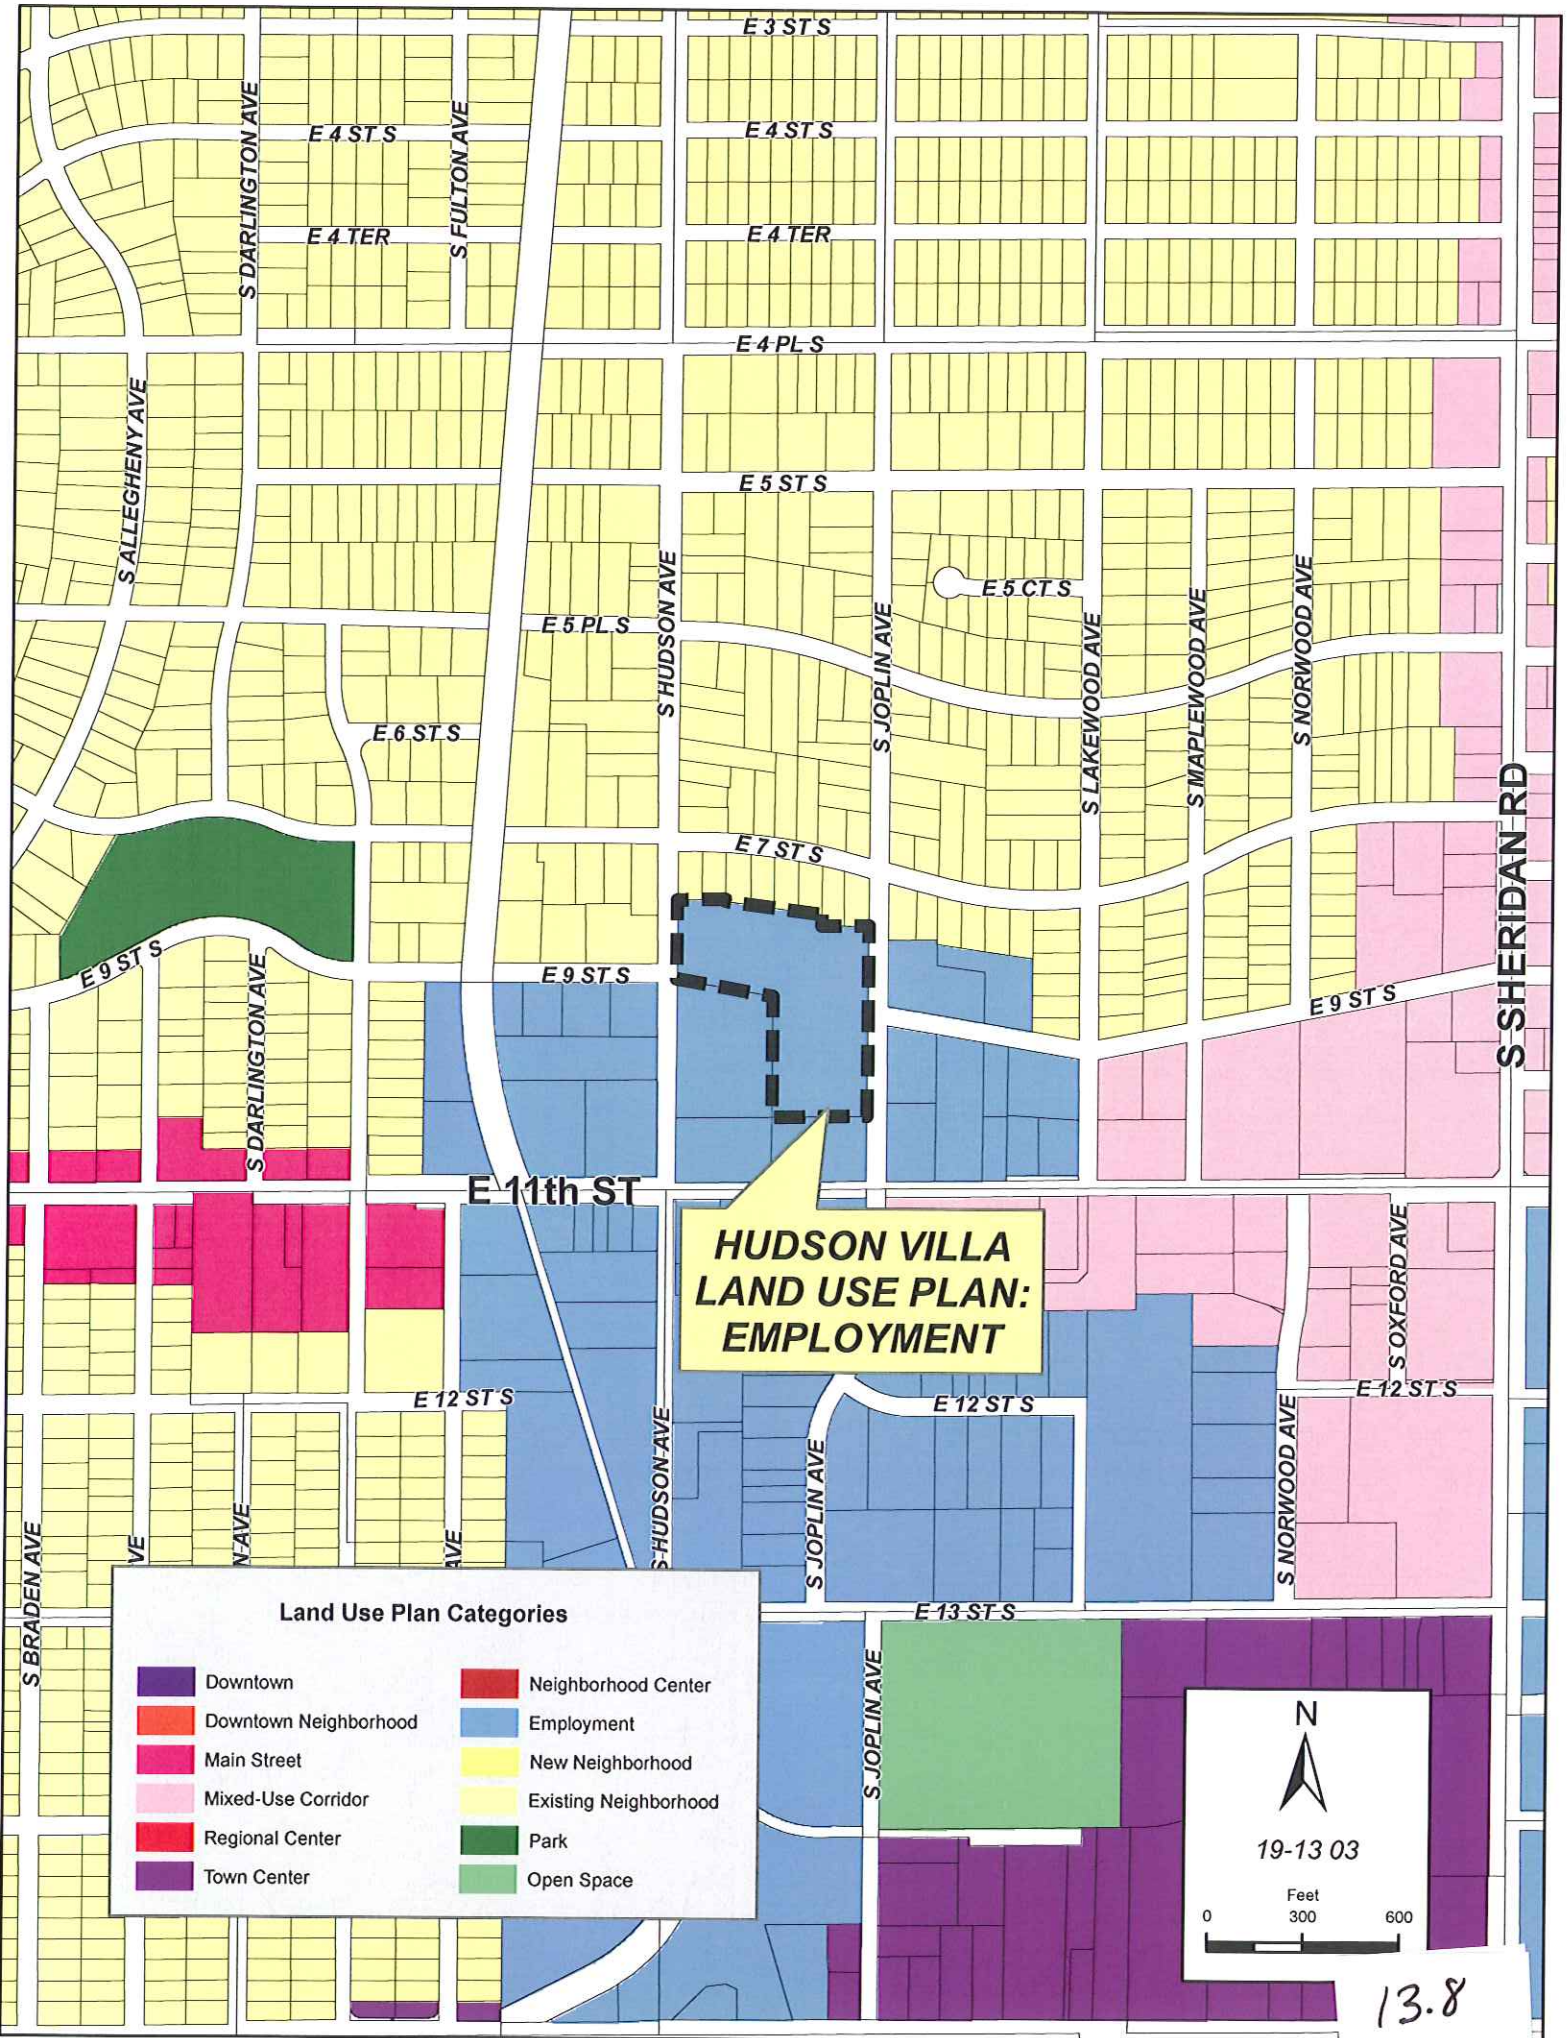 E 3 ST S
S DARLINGTON AVE
S FULTON AVE
E 4 ST S
E 4 ST S
E 4 TER
E 4 TER
E 4 PL S
S ALLEGHENY AVE
E 5 ST S
S HUDSON AVE
E 5 CT S
S JOPLIN AVE
S LAKEWOOD AVE
S MAPLEWOOD AVE
S NORWOOD AVE
E 5 PL S
E 6 ST S
S SHERIDAN RD
E 7 ST S
E 9 ST S
S DARLINGTON AVE
E 9 ST S
E 9 ST S
E 11th ST
HUDSON VILLA
LAND USE PLAN:
EMPLOYMENT
S OXFORD AVE
E 12 ST S
E 12 ST S
E 12 ST S
S HUDSON AVE
S JOPLIN AVE
S NORWOOD AVE
S BRADEN AVE
VE
N AVE
AVE
E 13 ST S
S JOPLIN AVE
Land Use Plan Categories
Downtown
Downtown Neighborhood
Main Street
Mixed-Use Corridor
Regional Center
Town Center
Neighborhood Center
Employment
New Neighborhood
Existing Neighborhood
Park
Open Space
N
19-13 03
Feet
0 300 600
13.8